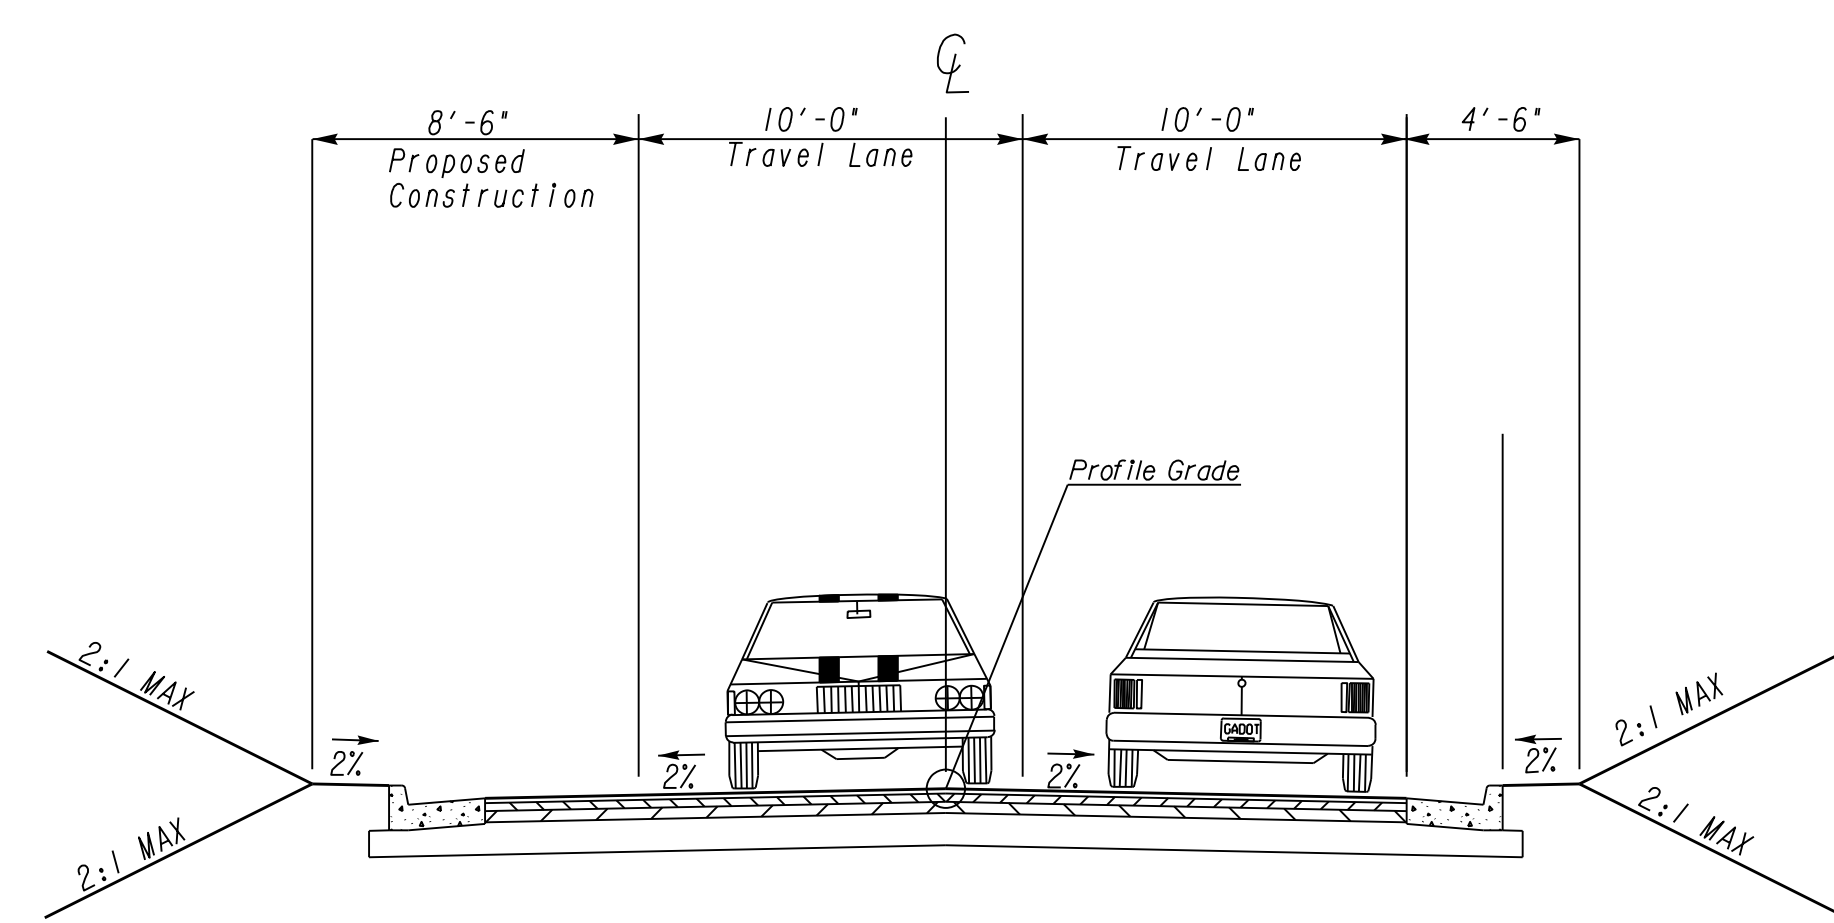 ℄
8'-6"
10'-0"
10'-0"
4'-6"
Proposed
Construction
Travel Lane
Travel Lane
Profile Grade
2:1 MAX
2:1 MAX
GADOT
2%
2%
2%
2%
2:1 MAX
2:1 MAX